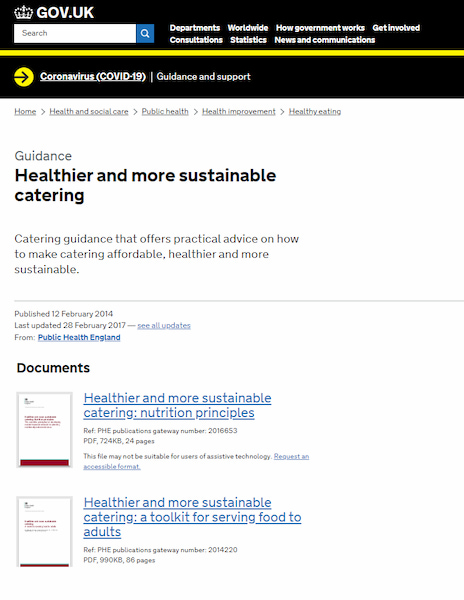 GOV.UK
Search
Departments Worldwide How government works Get involved
Consultations Statistics News and communications
Coronavirus (COVID-19) | Guidance and support
Home > Health and social care > Public health > Health improvement > Healthy eating
Guidance
Healthier and more sustainable
catering
Catering guidance that offers practical advice on how
to make catering affordable, healthier and more
sustainable.
Published 12 February 2014
Last updated 28 February 2017 — see all updates
From: Public Health England
Documents
Healthier and more sustainable
catering: nutrition principles
Ref: PHE publications gateway number: 2016653
PDF, 724KB, 24 pages
This file may not be suitable for users of assistive technology. Request an
accessible format.
Healthier and more sustainable
catering: a toolkit for serving food to
adults
Ref: PHE publications gateway number: 2014220
PDF, 990KB, 86 pages